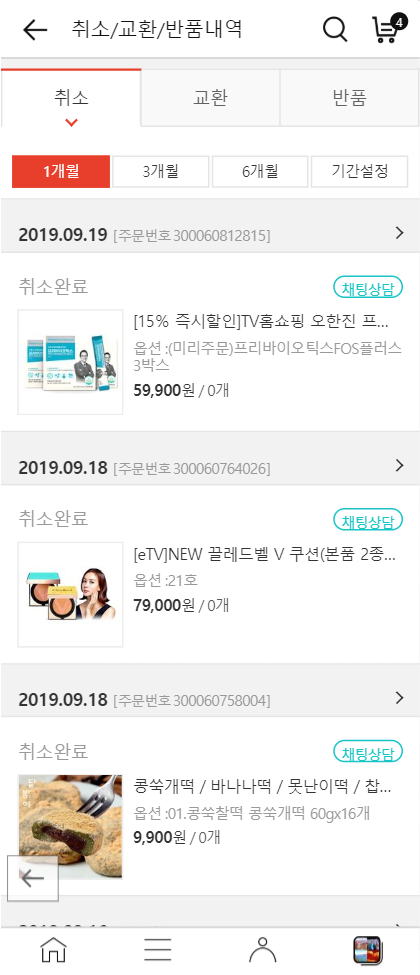 취소/교환/반품내역
4
취소
교환
반품
1개월
3개월
6개월
기간설정
2019.09.19 [주문번호 300060812815]
취소완료
채팅상담
[15% 즉시할인]TV홈쇼핑 오한진 프...
옵션 :(미리주문)프리바이오틱스FOS플러스
3박스
59,900원 / 0개
2019.09.18 [주문번호 300060764026]
취소완료
채팅상담
[eTV]NEW 끌레드벨 V 쿠션(본품 2종...
옵션 :21호
79,000원 / 0개
2019.09.18 [주문번호 300060758004]
취소완료
채팅상담
콩쑥개떡 / 바나나떡 / 못난이떡 / 찹...
옵션 :01.콩쑥찰떡 콩쑥개떡 60gx16개
9,900원 / 0개